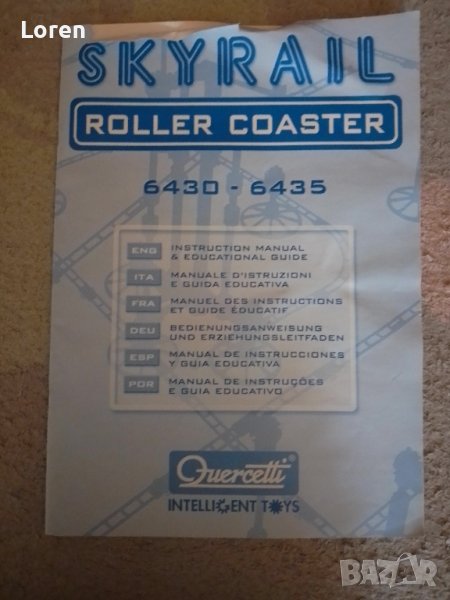 Loren
SKYRAIL
ROLLER COASTER
6430 - 6435
ENG INSTRUCTION MANUAL
& EDUCATIONAL GUIDE
ITA MANUALE D'ISTRUZIONI
E GUIDA EDUCATIVA
FRA MANUEL DES INSTRUCTIONS
ET GUIDE ÉDUCATIF
DEU BEDIENUNGSANWEISUNG
UND ERZIEHUNGSLEITFADEN
ESP MANUAL DE INSTRUCCIONES
Y GUIA EDUCATIVA
POR MANUAL DE INSTRUÇÕES
E GUIA EDUCATIVO
Quercetti®
INTELLIGENT TOYS
BAZAR